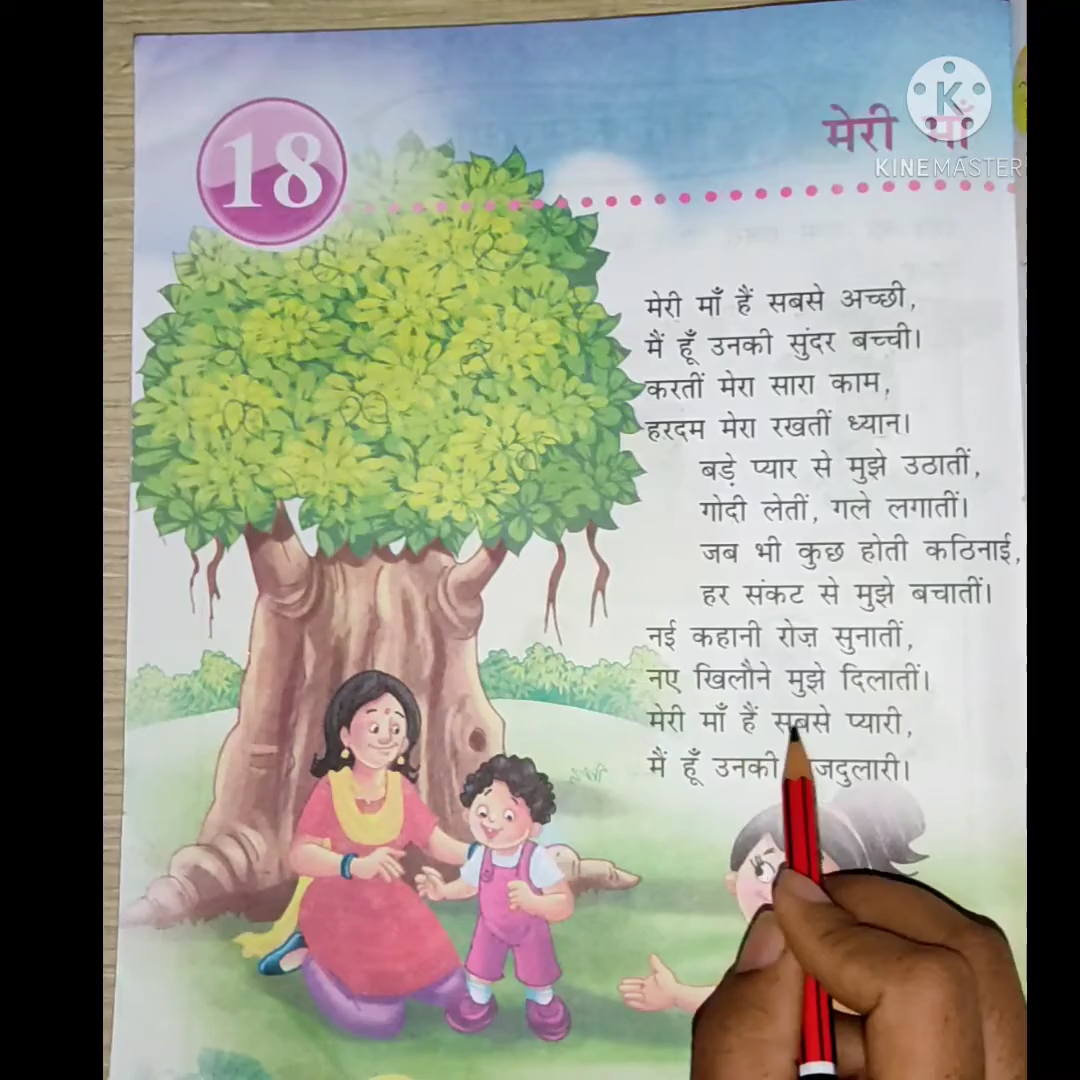 18
मेरी माँ
K
KINEMASTER
मेरी माँ हैं सबसे अच्छी,
मैं हूँ उनकी सुंदर बच्ची।
करतीं मेरा सारा काम,
हरदम मेरा रखतीं ध्यान।
बड़े प्यार से मुझे उठातीं,
गोदी लेतीं, गले लगातीं।
जब भी कुछ होती कठिनाई,
हर संकट से मुझे बचातीं।
नई कहानी रोज़ सुनातीं,
नए खिलौने मुझे दिलातीं।
मेरी माँ हैं सबसे प्यारी,
मैं हूँ उनकी